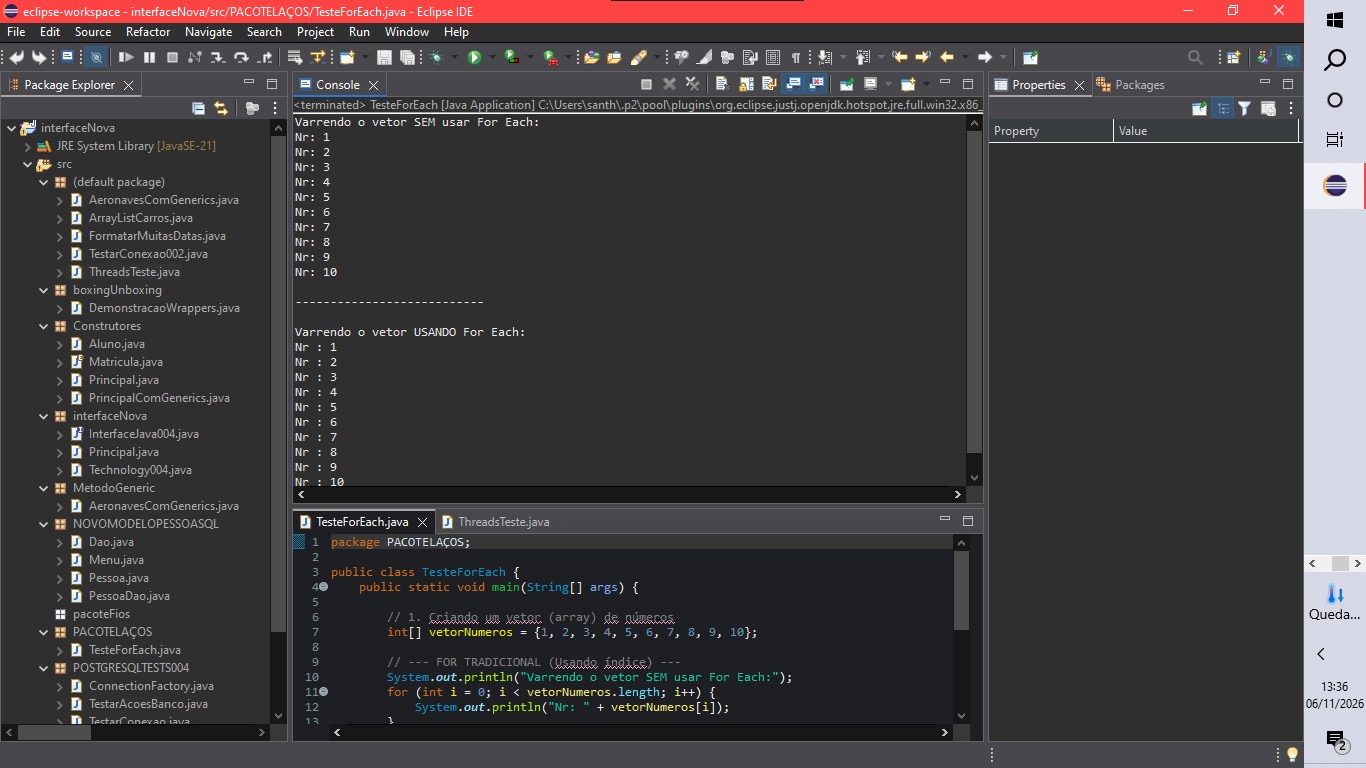 eclipse-workspace - interfaceNova/src/PACOTELAÇOS/TesteForEach.java - Eclipse IDE
File Edit Source Refactor Navigate Search Project Run Window Help
Package Explorer
interfaceNova
JRE System Library [JavaSE-21]
src
(default package)
AeronavesComGenerics.java
ArrayListCarros.java
FormatarMuitasDatas.java
TestarConexao002.java
ThreadsTeste.java
boxingUnboxing
DemonstracaoWrappers.java
Construtores
Aluno.java
Matricula.java
Principal.java
PrincipalComGenerics.java
interfaceNova
InterfaceJava004.java
Principal.java
Technology004.java
MetodoGeneric
AeronavesComGenerics.java
NOVOMODELOPESSOASQL
Dao.java
Menu.java
Pessoa.java
PessoaDao.java
pacoteFios
PACOTELAÇOS
TesteForEach.java
POSTGRESQLTESTS004
ConnectionFactory.java
TestarAcoesBanco.java
TestarConexao.java
Console
<terminated> TesteForEach [Java Application] C:\Users\santh\.p2\pool\plugins\org.eclipse.justj.openjdk.hotspot.jre.full.win32.x86_
Varrendo o vetor SEM usar For Each:
Nr: 1
Nr: 2
Nr: 3
Nr: 4
Nr: 5
Nr: 6
Nr: 7
Nr: 8
Nr: 9
Nr: 10
---------------------------
Varrendo o vetor USANDO For Each:
Nr : 1
Nr : 2
Nr : 3
Nr : 4
Nr : 5
Nr : 6
Nr : 7
Nr : 8
Nr : 9
Nr : 10
TesteForEach.java ThreadsTeste.java
1 package PACOTELAÇOS;
2
3 public class TesteForEach {
4 public static void main(String[] args) {
5
6 // 1. Criando um vetor (array) de números
7 int[] vetorNumeros = {1, 2, 3, 4, 5, 6, 7, 8, 9, 10};
8
9 // --- FOR TRADICIONAL (Usando índice) ---
10 System.out.println("Varrendo o vetor SEM usar For Each:");
11 for (int i = 0; i < vetorNumeros.length; i++) {
12 System.out.println("Nr: " + vetorNumeros[i]);
13 }
Properties Packages
Property Value
Queda...
13:36
06/11/2026
2